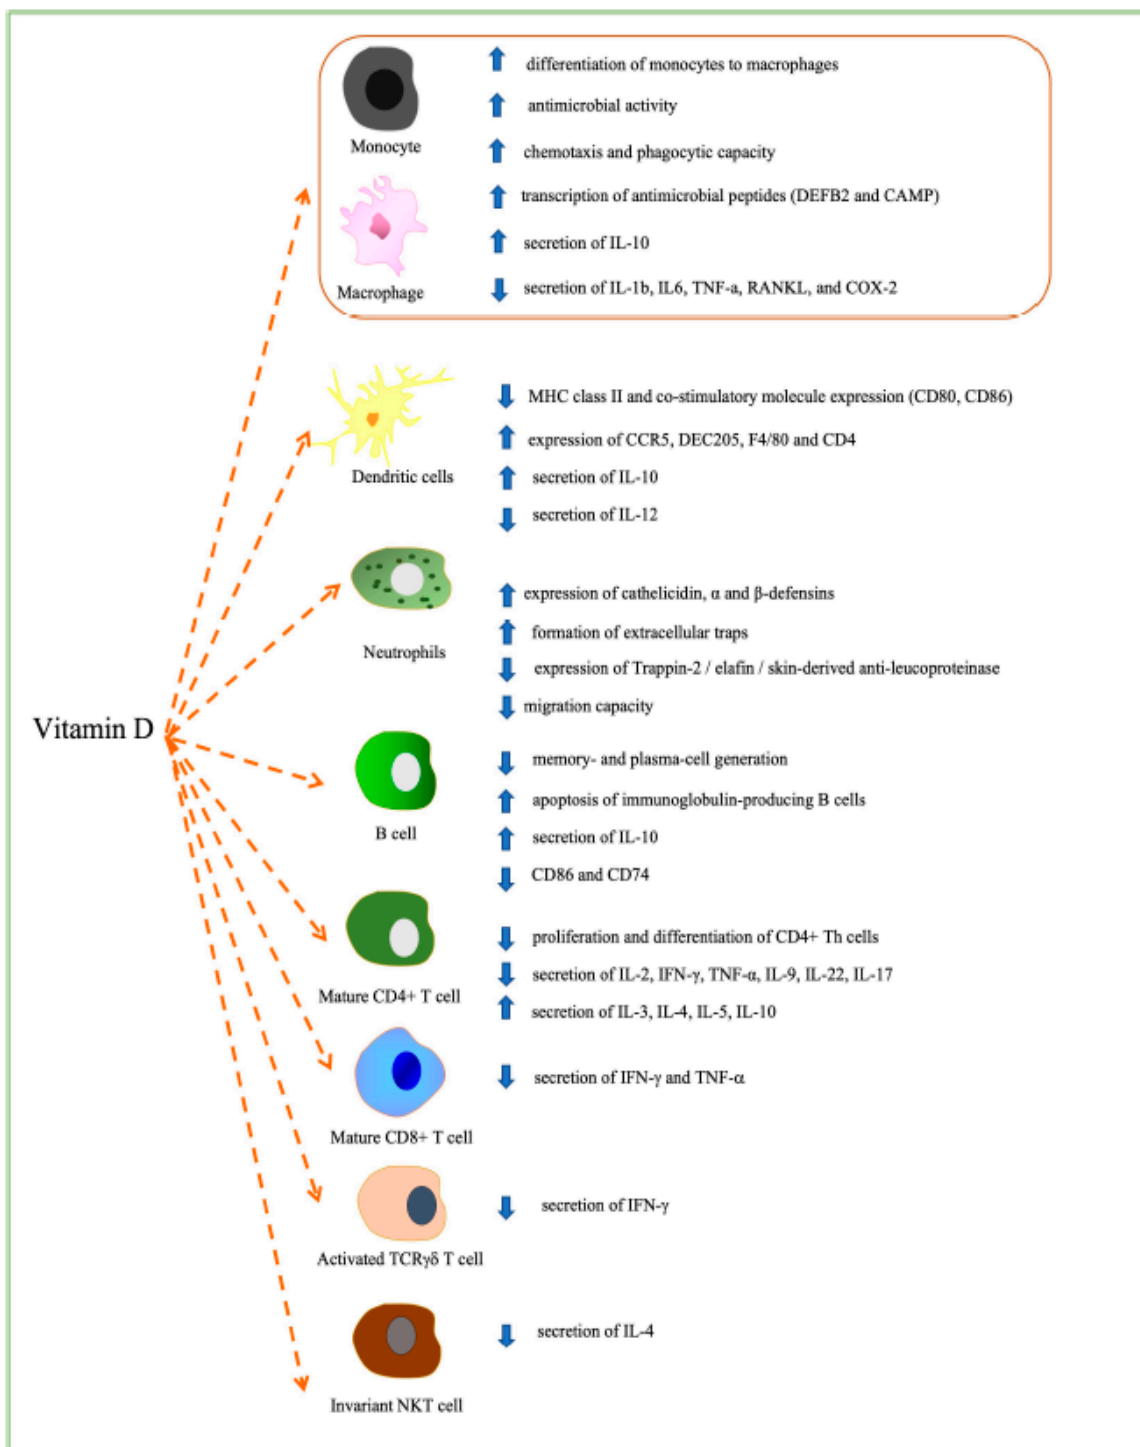 Monocyte
differentiation of monocytes to macrophages
antimicrobial activity
chemotaxis and phagocytic capacity
Macrophage
transcription of antimicrobial peptides (DEFB2 and CAMP)
secretion of IL-10
secretion of IL-1b, IL6, TNF-a, RANKL, and COX-2
Dendritic cells
MHC class II and co-stimulatory molecule expression (CD80, CD86)
expression of CCR5, DEC205, F4/80 and CD4
secretion of IL-10
secretion of IL-12
Neutrophils
expression of cathelicidin, α and β-defensins
formation of extracellular traps
expression of Trappin-2 / elafin / skin-derived anti-leucoproteinase
migration capacity
Vitamin D
B cell
memory- and plasma-cell generation
apoptosis of immunoglobulin-producing B cells
secretion of IL-10
CD86 and CD74
Mature CD4+ T cell
proliferation and differentiation of CD4+ Th cells
secretion of IL-2, IFN-γ, TNF-α, IL-9, IL-22, IL-17
secretion of IL-3, IL-4, IL-5, IL-10
Mature CD8+ T cell
secretion of IFN-γ and TNF-α
Activated TCRγδ T cell
secretion of IFN-γ
Invariant NKT cell
secretion of IL-4